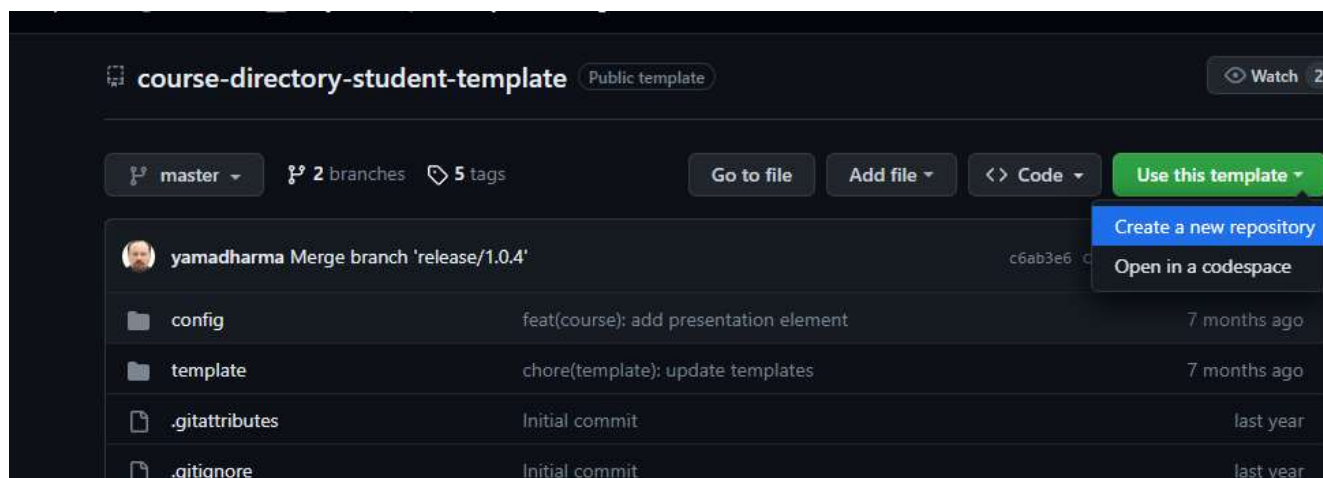 course-directory-student-template Public template Watch 2
master 2 branches 5 tags Go to file Add file <> Code Use this template
Create a new repository
yamadharma Merge branch 'release/1.0.4' c6ab3e6
Open in a codespace
config feat(course): add presentation element 7 months ago
template chore(template): update templates 7 months ago
.gitattributes Initial commit last year
.gitignore Initial commit last year